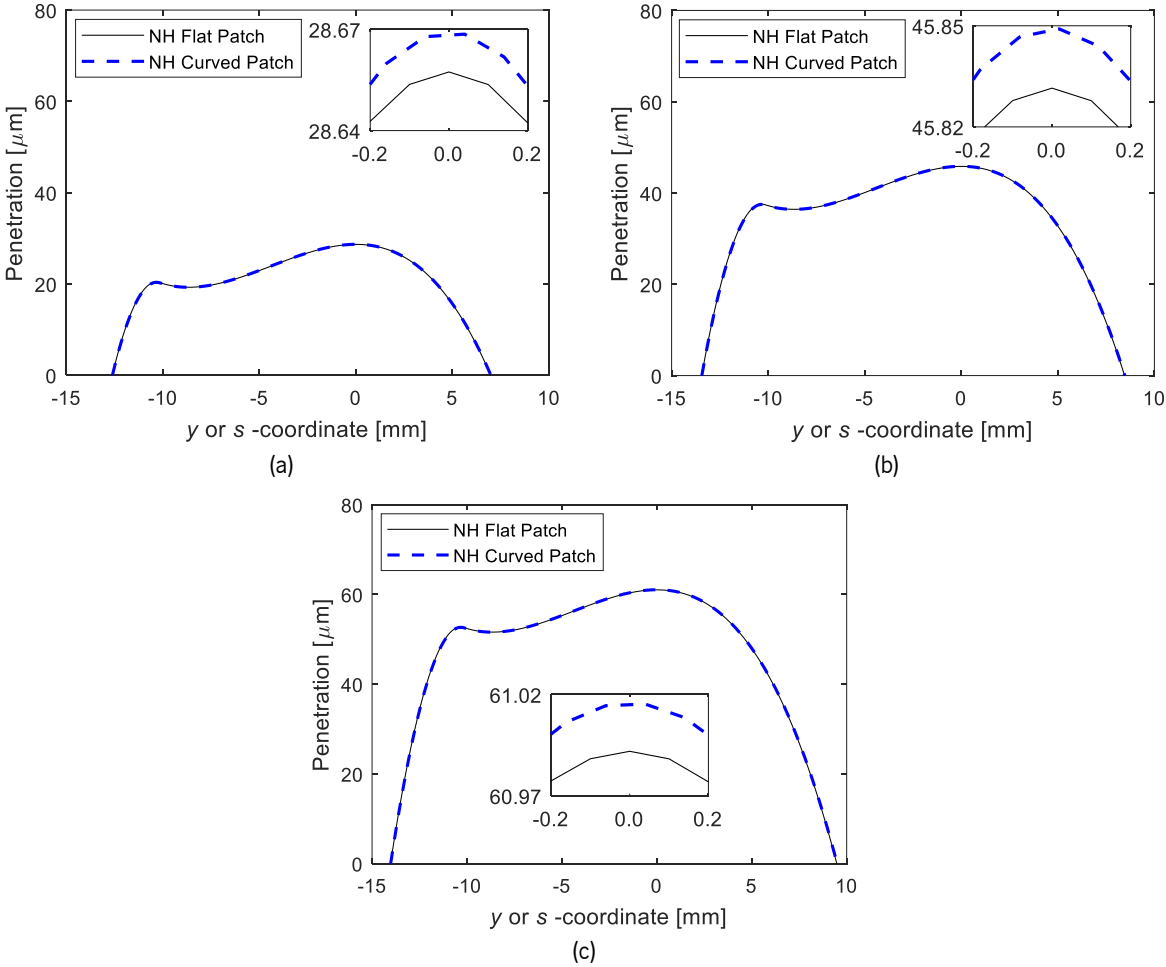 80
60
40
20
0
Penetration [μm]
NH Flat Patch
NH Curved Patch
28.67
28.64
-0.2 0.0 0.2
-15 -10 -5 0 5 10
y or s -coordinate [mm]
(a)
80
60
40
20
0
Penetration [μm]
NH Flat Patch
NH Curved Patch
45.85
45.82
-0.2 0.0 0.2
-15 -10 -5 0 5 10
y or s -coordinate [mm]
(b)
80
60
40
20
0
Penetration [μm]
NH Flat Patch
NH Curved Patch
61.02
60.97
-0.2 0.0 0.2
-15 -10 -5 0 5 10
y or s -coordinate [mm]
(c)